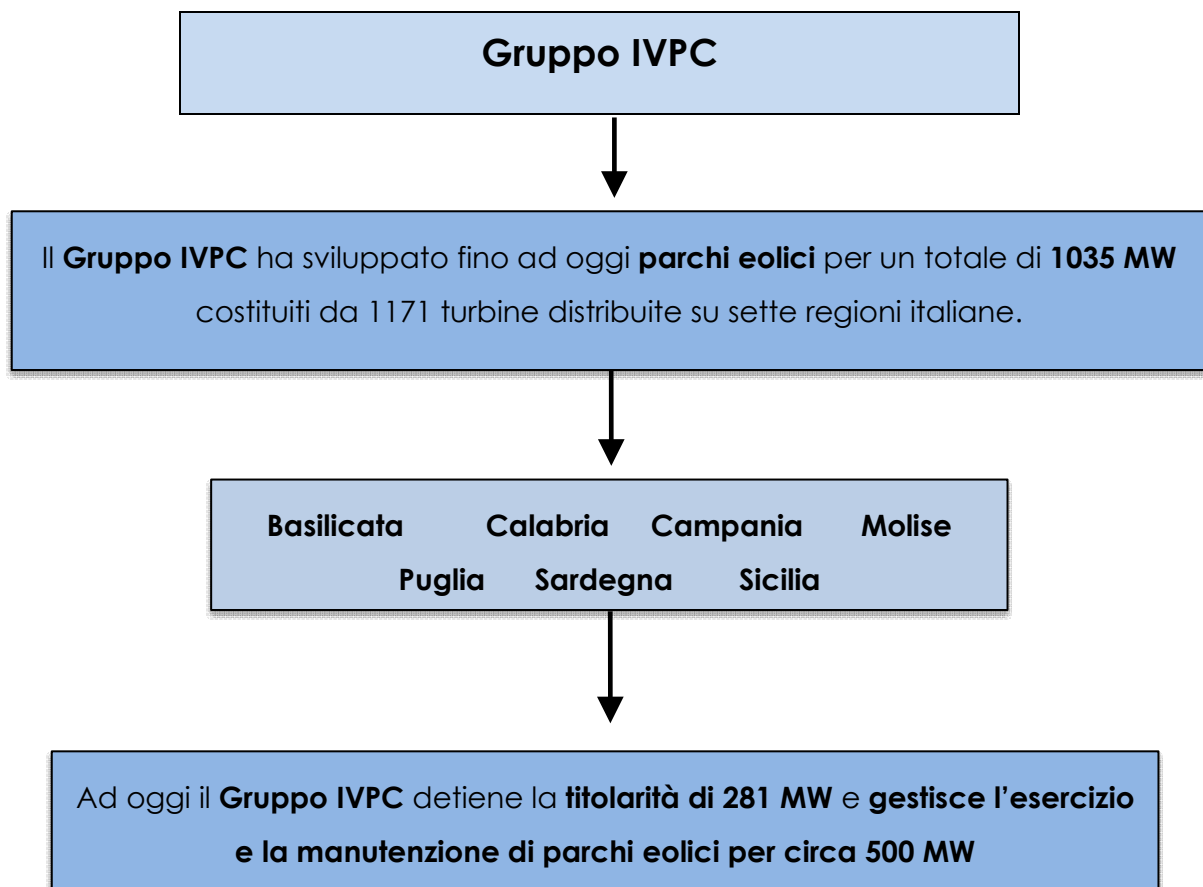 Gruppo IVPC
Il Gruppo IVPC ha sviluppato fino ad oggi parchi eolici per un totale di 1035 MW
costituiti da 1171 turbine distribuite su sette regioni italiane.
Basilicata Calabria Campania Molise
Puglia Sardegna Sicilia
Ad oggi il Gruppo IVPC detiene la titolarità di 281 MW e gestisce l’esercizio
e la manutenzione di parchi eolici per circa 500 MW